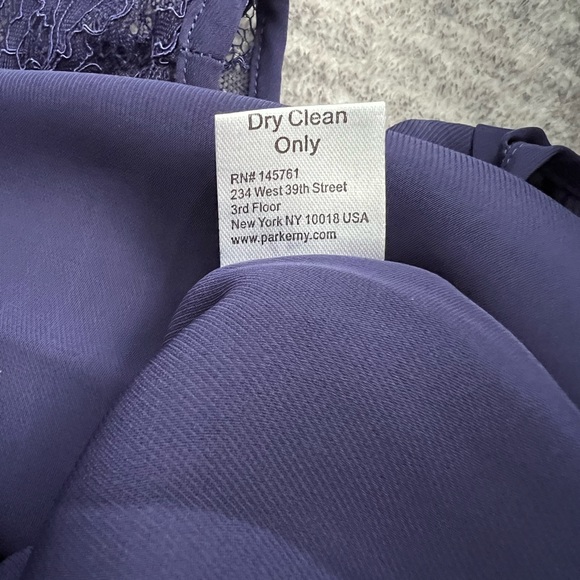 Dry Clean
Only
RN# 145761
234 West 39th Street
3rd Floor
New York NY 10018 USA
www.parkerny.com